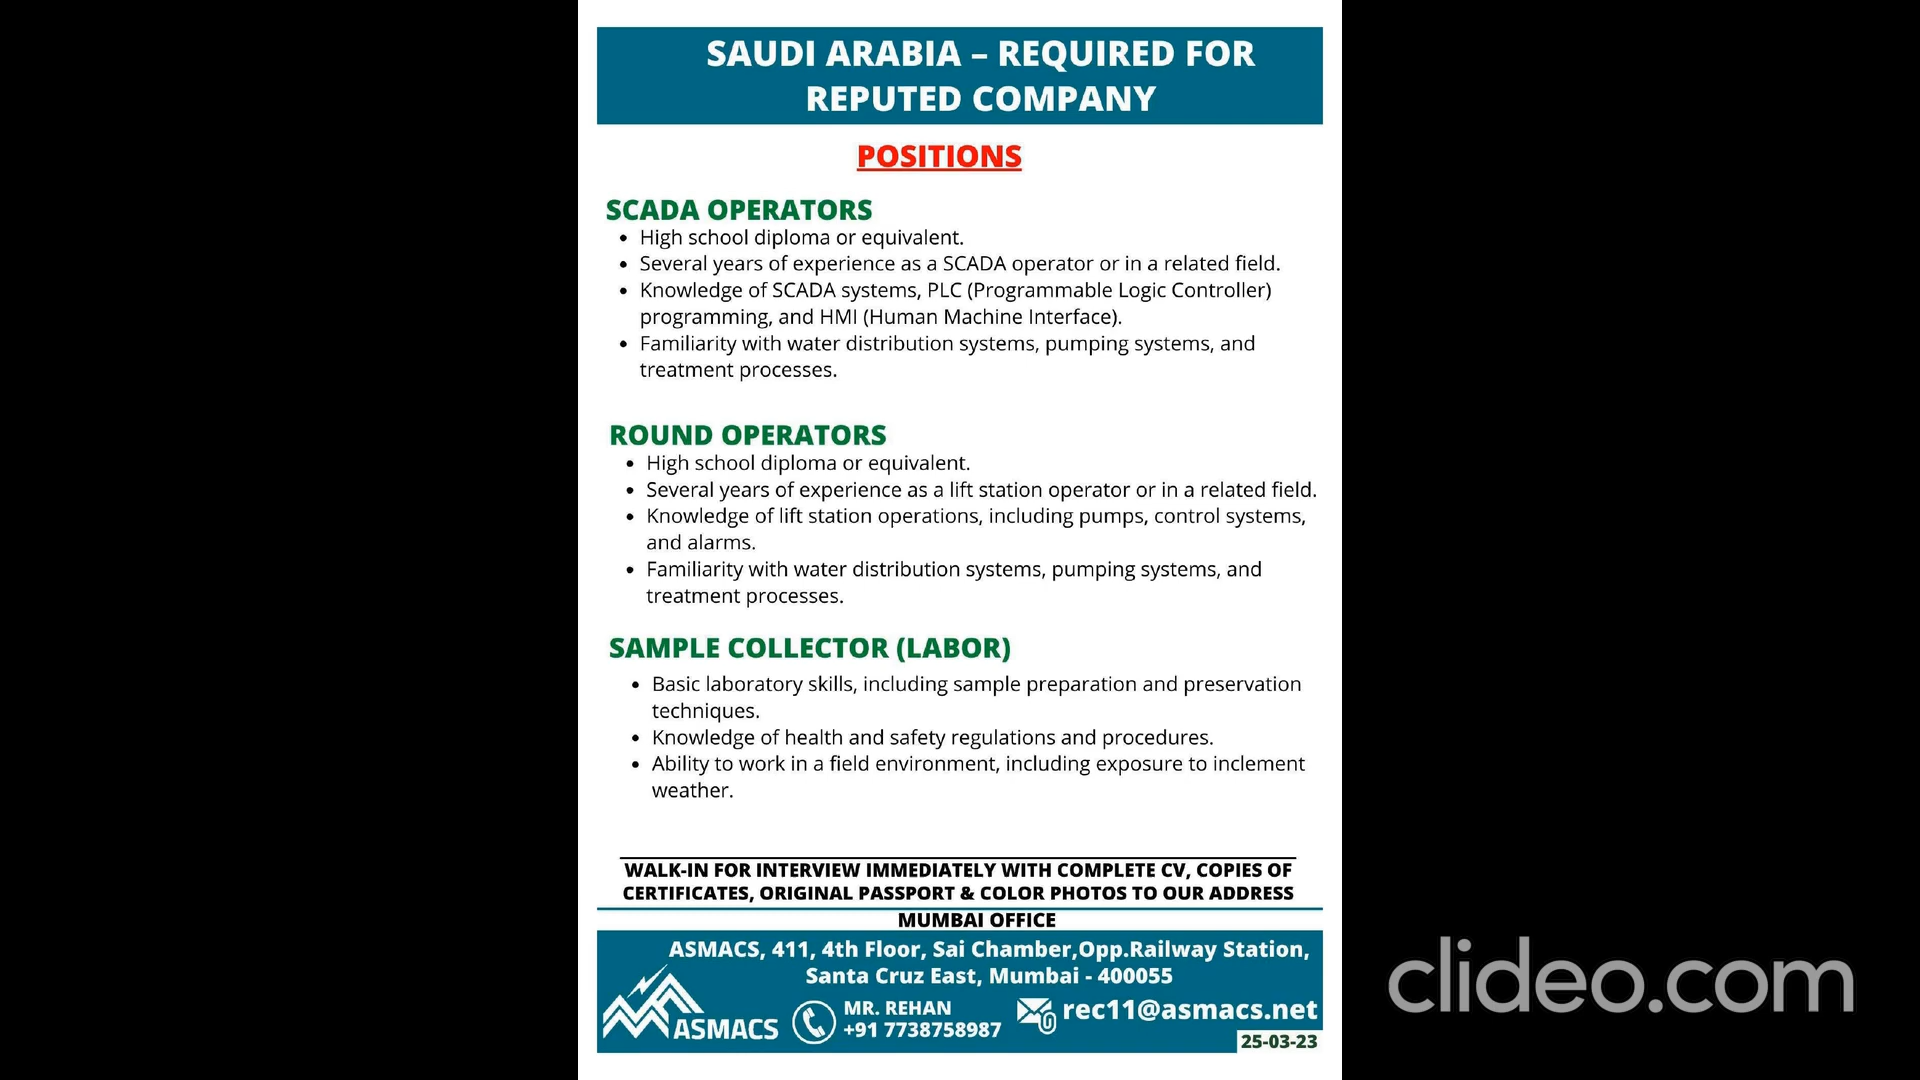 SAUDI ARABIA – REQUIRED FOR
REPUTED COMPANY
POSITIONS
SCADA OPERATORS
• High school diploma or equivalent.
• Several years of experience as a SCADA operator or in a related field.
• Knowledge of SCADA systems, PLC (Programmable Logic Controller)
programming, and HMI (Human Machine Interface).
• Familiarity with water distribution systems, pumping systems, and
treatment processes.
ROUND OPERATORS
• High school diploma or equivalent.
• Several years of experience as a lift station operator or in a related field.
• Knowledge of lift station operations, including pumps, control systems,
and alarms.
• Familiarity with water distribution systems, pumping systems, and
treatment processes.
SAMPLE COLLECTOR (LABOR)
• Basic laboratory skills, including sample preparation and preservation
techniques.
• Knowledge of health and safety regulations and procedures.
• Ability to work in a field environment, including exposure to inclement
weather.
WALK-IN FOR INTERVIEW IMMEDIATELY WITH COMPLETE CV, COPIES OF
CERTIFICATES, ORIGINAL PASSPORT & COLOR PHOTOS TO OUR ADDRESS
MUMBAI OFFICE
ASMACS, 411, 4th Floor, Sai Chamber,Opp.Railway Station,
Santa Cruz East, Mumbai - 400055
ASMACS
MR. REHAN
+91 7738758987
rec11@asmacs.net
25-03-23
clideo.com